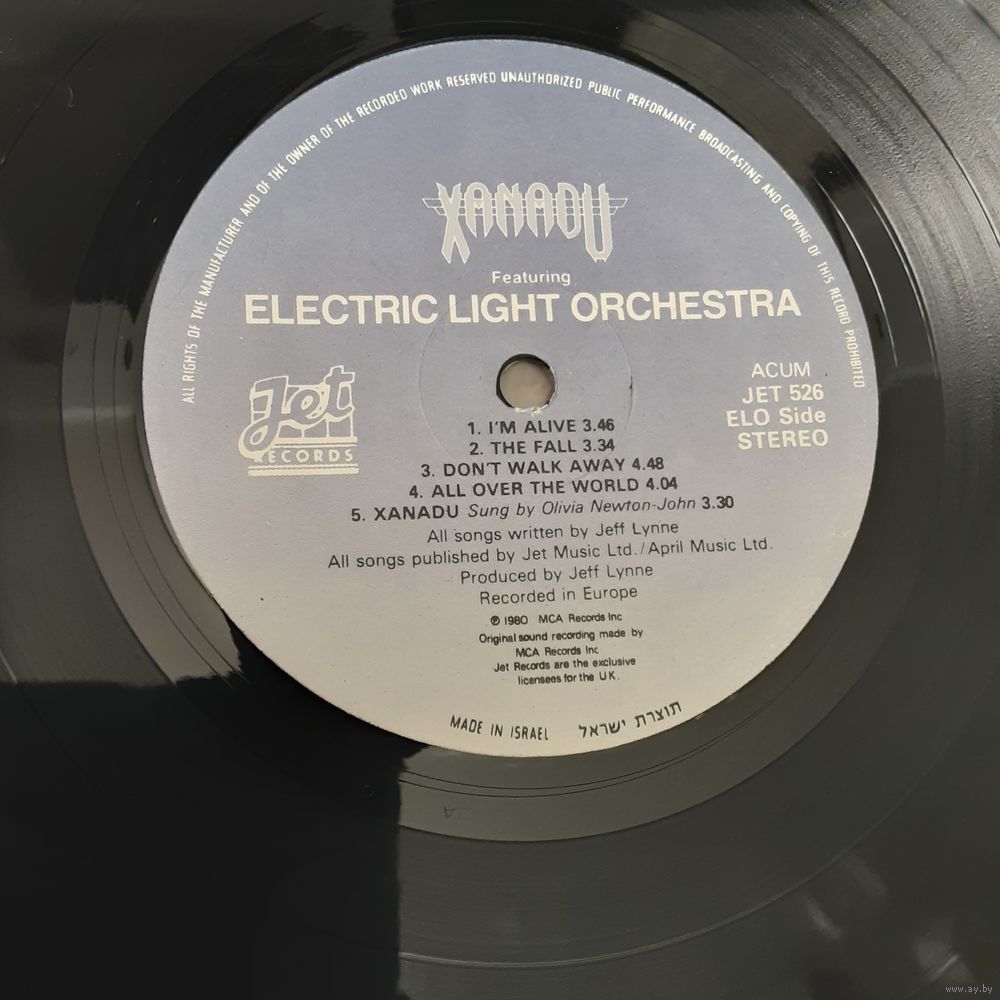 ALL RIGHTS OF THE MANUFACTURER AND OF THE OWNER OF THE RECORDED WORK RESERVED UNAUTHORIZED PUBLIC PERFORMANCE BROADCASTING AND COPYING OF THIS RECORD PROHIBITED
XANADU
Featuring
ELECTRIC LIGHT ORCHESTRA
Jet
RECORDS
ACUM
JET 526
ELO Side
STEREO
1. I'M ALIVE 3.46
2. THE FALL 3.34
3. DON'T WALK AWAY 4.48
4. ALL OVER THE WORLD 4.04
5. XANADU Sung by Olivia Newton-John 3.30
All songs written by Jeff Lynne
All songs published by Jet Music Ltd./April Music Ltd.
Produced by Jeff Lynne
Recorded in Europe
℗ 1980 MCA Records Inc
Original sound recording made by
MCA Records Inc
Jet Records are the exclusive
licensees for the U K.
MADE IN ISRAEL תוצרת ישראל
A
www.ay.by